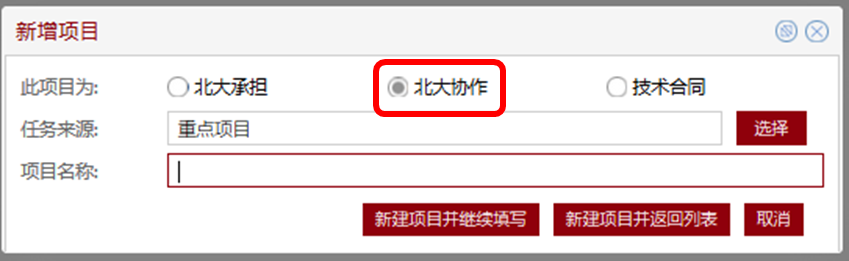 新增项目
此项目为: 北大承担 北大协作 技术合同
任务来源: 重点项目 选择
项目名称:
新建项目并继续填写 新建项目并返回列表 取消